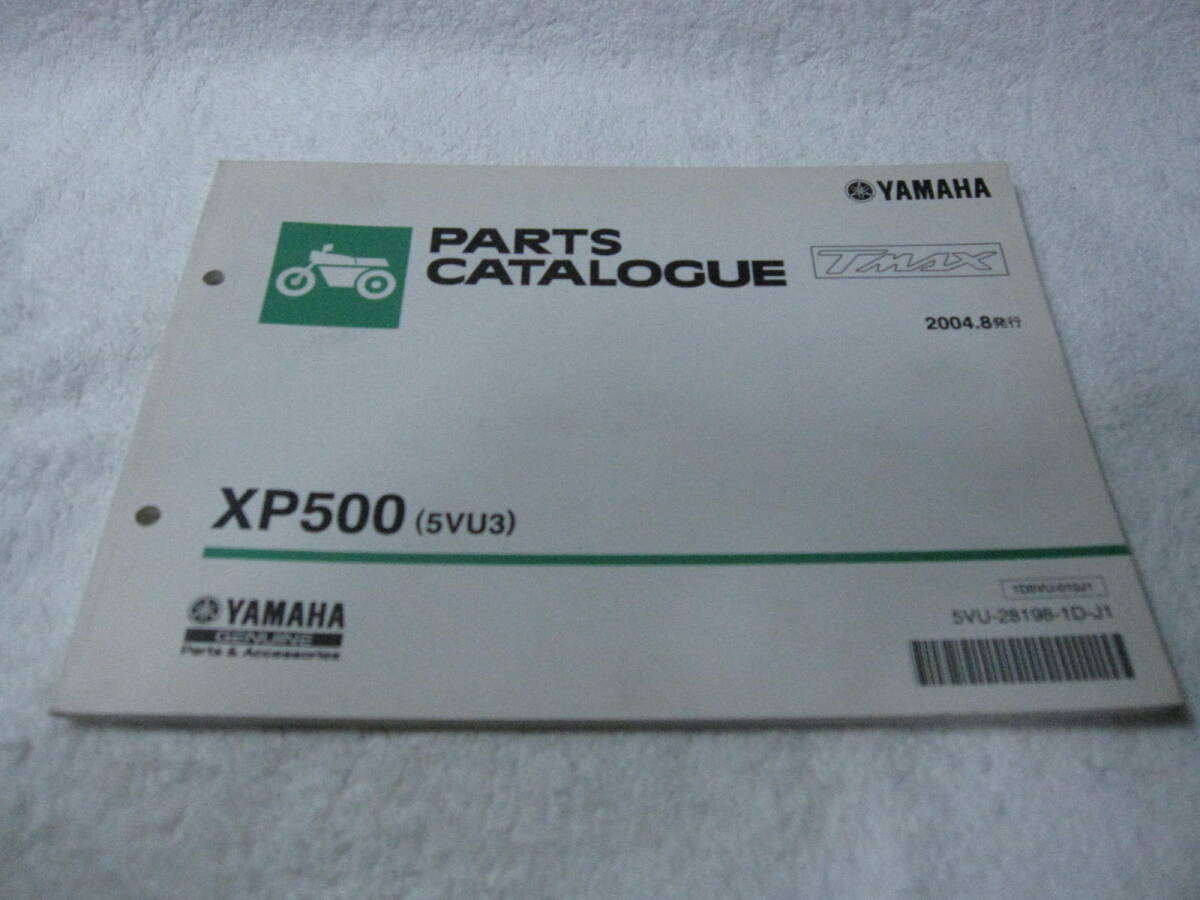 YAMAHA
PARTS
CATALOGUE
TMAX
2004.8発行
XP500 (5VU3)
YAMAHA
GENUINE
Parts & Accessories
5VU-28198-1D-J1